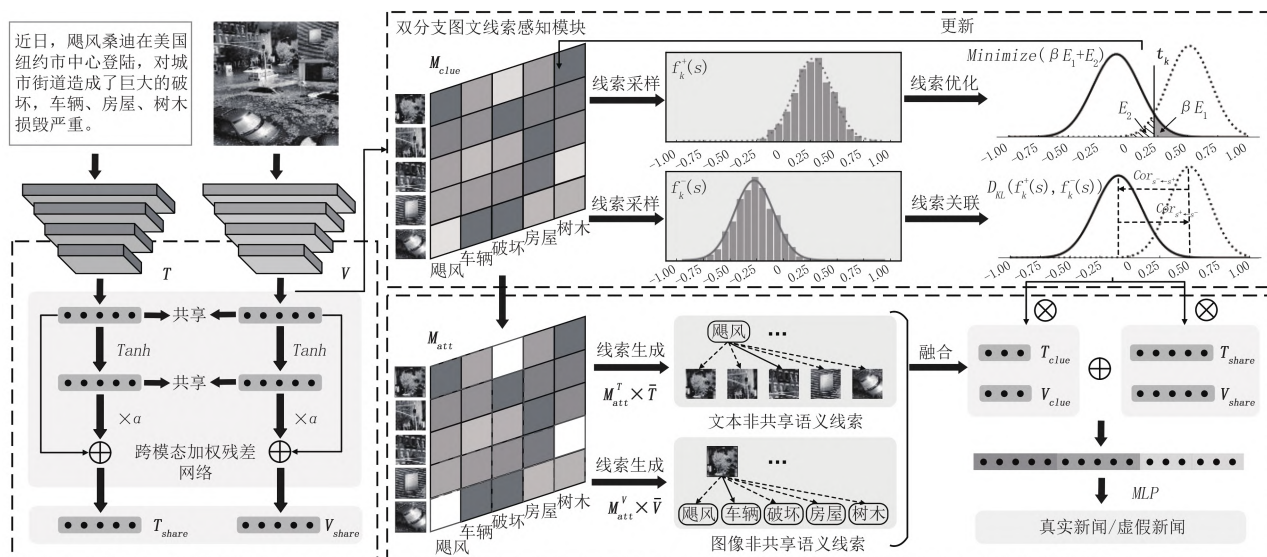 近日，飓风桑迪在美国
纽约市中心登陆，对城
市街道造成了巨大的破
坏，车辆、房屋、树木
损毁严重。
T
V
共享
Tanh
Tanh
共享
×α
×α
跨模态加权残差
网络
T_share
V_share
双分支图文线索感知模块
更新
M_clue
飓风
车辆
破坏
房屋
树木
线索采样
f_k^+(s)
-1.00 -0.75 -0.25 0 0.25 0.50 0.75 1.00
线索优化
Minimize(βE_1+E_2)
t_k
E_2
βE_1
-1.00 -0.75 -0.25 0 0.25 0.50 0.75 1.00
线索采样
f_k^-(s)
-1.00 -0.75 -0.25 0 0.25 0.50 0.75 1.00
线索关联
D_KL(f_k^+(s), f_k^-(s))
-1.00 -0.75 -0.25 0 0.25 0.50 0.75 1.00
M_att
飓风
车辆
破坏
房屋
树木
线索生成
M_att^T×T̄
飓风
...
文本非共享语义线索
线索生成
M_att^V×V̄
...
飓风 车辆 破坏 房屋 树木
图像非共享语义线索
融合
T_clue
V_clue
T_share
V_share
MLP
真实新闻/虚假新闻